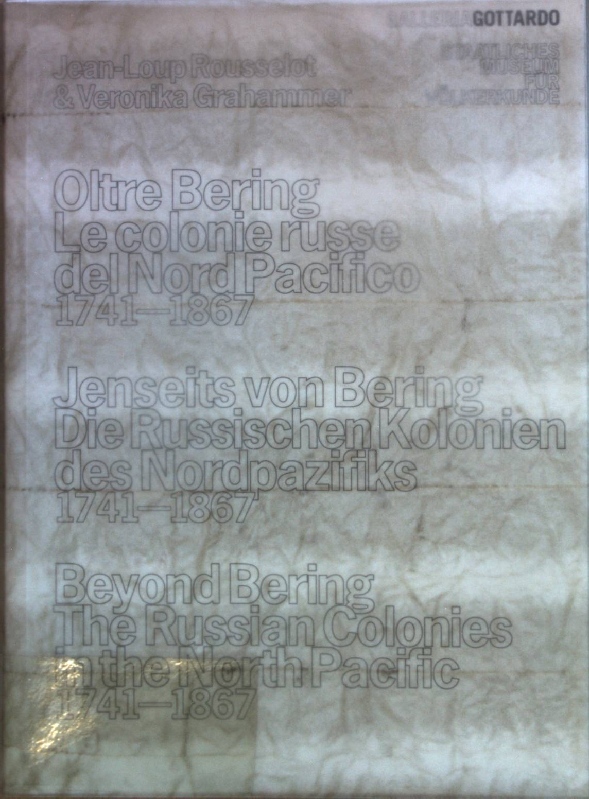 GALLERIA GOTTARDO
Jean-Loup Rousselot
& Veronika Grahammer
STAATLICHES
MUSEUM
FÜR
VÖLKERKUNDE
Oltre Bering
Le colonie russe
del Nord Pacifico
1741—1867
Jenseits von Bering
Die Russischen Kolonien
des Nordpazifiks
1741—1867
Beyond Bering
The Russian Colonies
in the North Pacific
1741—1867